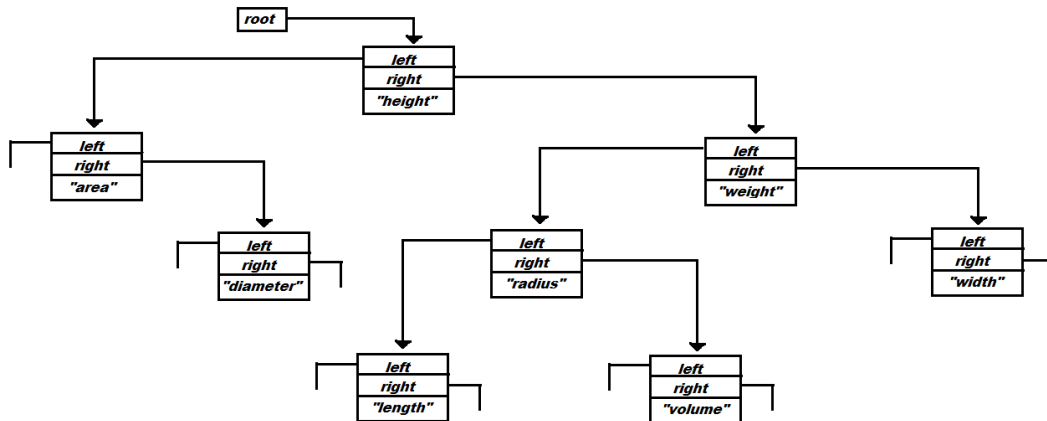 root
left
right
"height"
left
right
"area"
left
right
"weight"
left
right
"diameter"
left
right
"radius"
left
right
"width"
left
right
"length"
left
right
"volume"